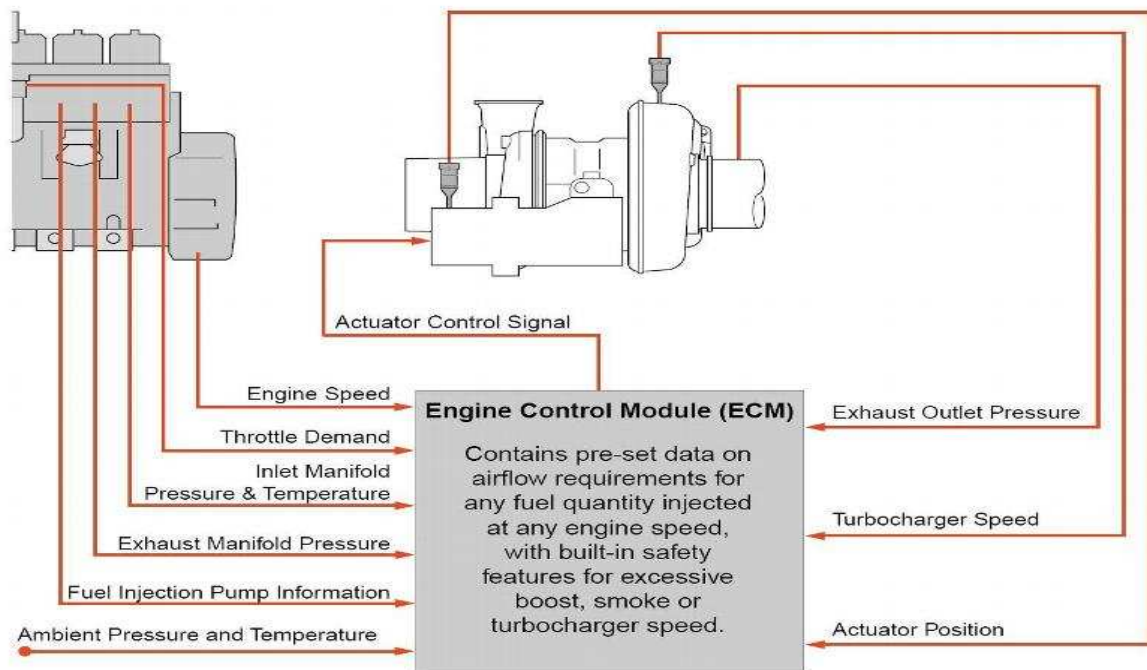 Actuator Control Signal
Engine Speed
Throttle Demand
Inlet Manifold
Pressure & Temperature
Exhaust Manifold Pressure
Fuel Injection Pump Information
Ambient Pressure and Temperature
Engine Control Module (ECM)
Contains pre-set data on
airflow requirements for
any fuel quantity injected
at any engine speed,
with built-in safety
features for excessive
boost, smoke or
turbocharger speed.
Exhaust Outlet Pressure
Turbocharger Speed
Actuator Position